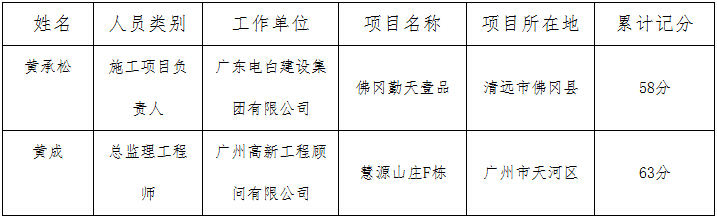 姓名 人员类别 工作单位 项目名称 项目所在地 累计记分
黄承松 施工项目负 广东电白建设集
责人 团有限公司 佛冈勤天壹品 清远市佛冈县 58分
黄成 总监理工程 广州高新工程顾
师 问有限公司 慧源山庄F栋 广州市天河区 63分